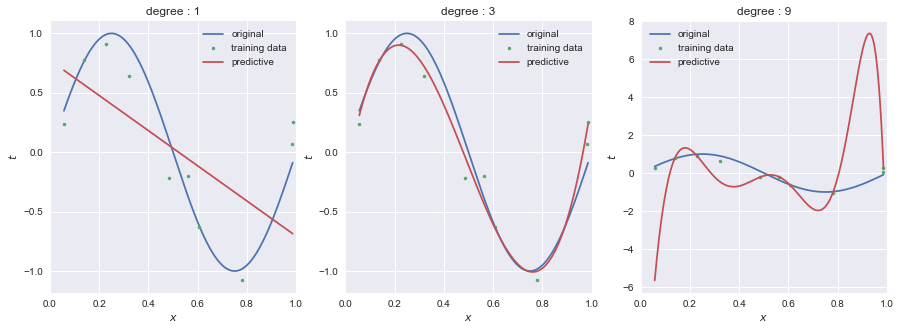 degree : 1
original
training data
predictive
1.0
0.5
0.0
−0.5
−1.0
t
0.0 0.2 0.4 0.6 0.8 1.0
x
degree : 3
original
training data
predictive
1.0
0.5
0.0
−0.5
−1.0
t
0.0 0.2 0.4 0.6 0.8 1.0
x
degree : 9
original
training data
predictive
8
6
4
2
0
−2
−4
−6
t
0.0 0.2 0.4 0.6 0.8 1.0
x